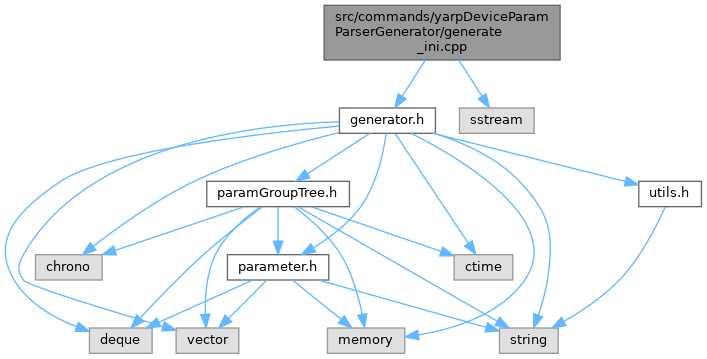 src/commands/yarpDeviceParam
ParserGenerator/generate
_ini.cpp
generator.h
sstream
paramGroupTree.h
utils.h
chrono
parameter.h
ctime
deque
vector
memory
string